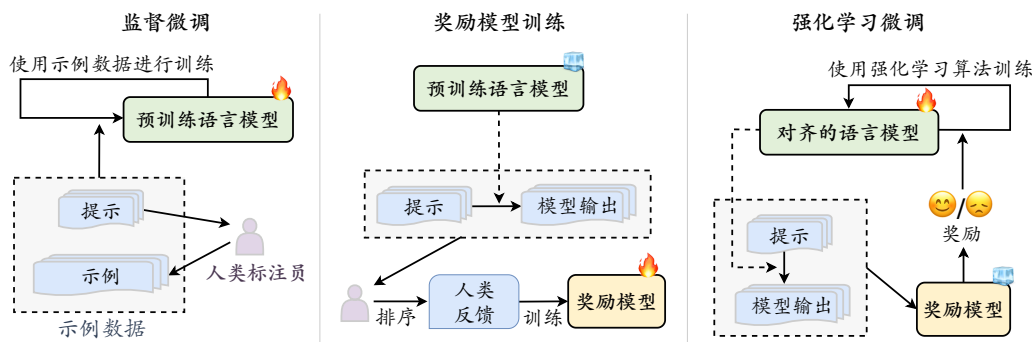 监督微调
使用示例数据进行训练
预训练语言模型
提示
示例
人类标注员
示例数据
奖励模型训练
预训练语言模型
提示
模型输出
排序
人类
反馈
训练
奖励模型
强化学习微调
使用强化学习算法训练
对齐的语言模型
/
奖励
提示
模型输出
奖励模型